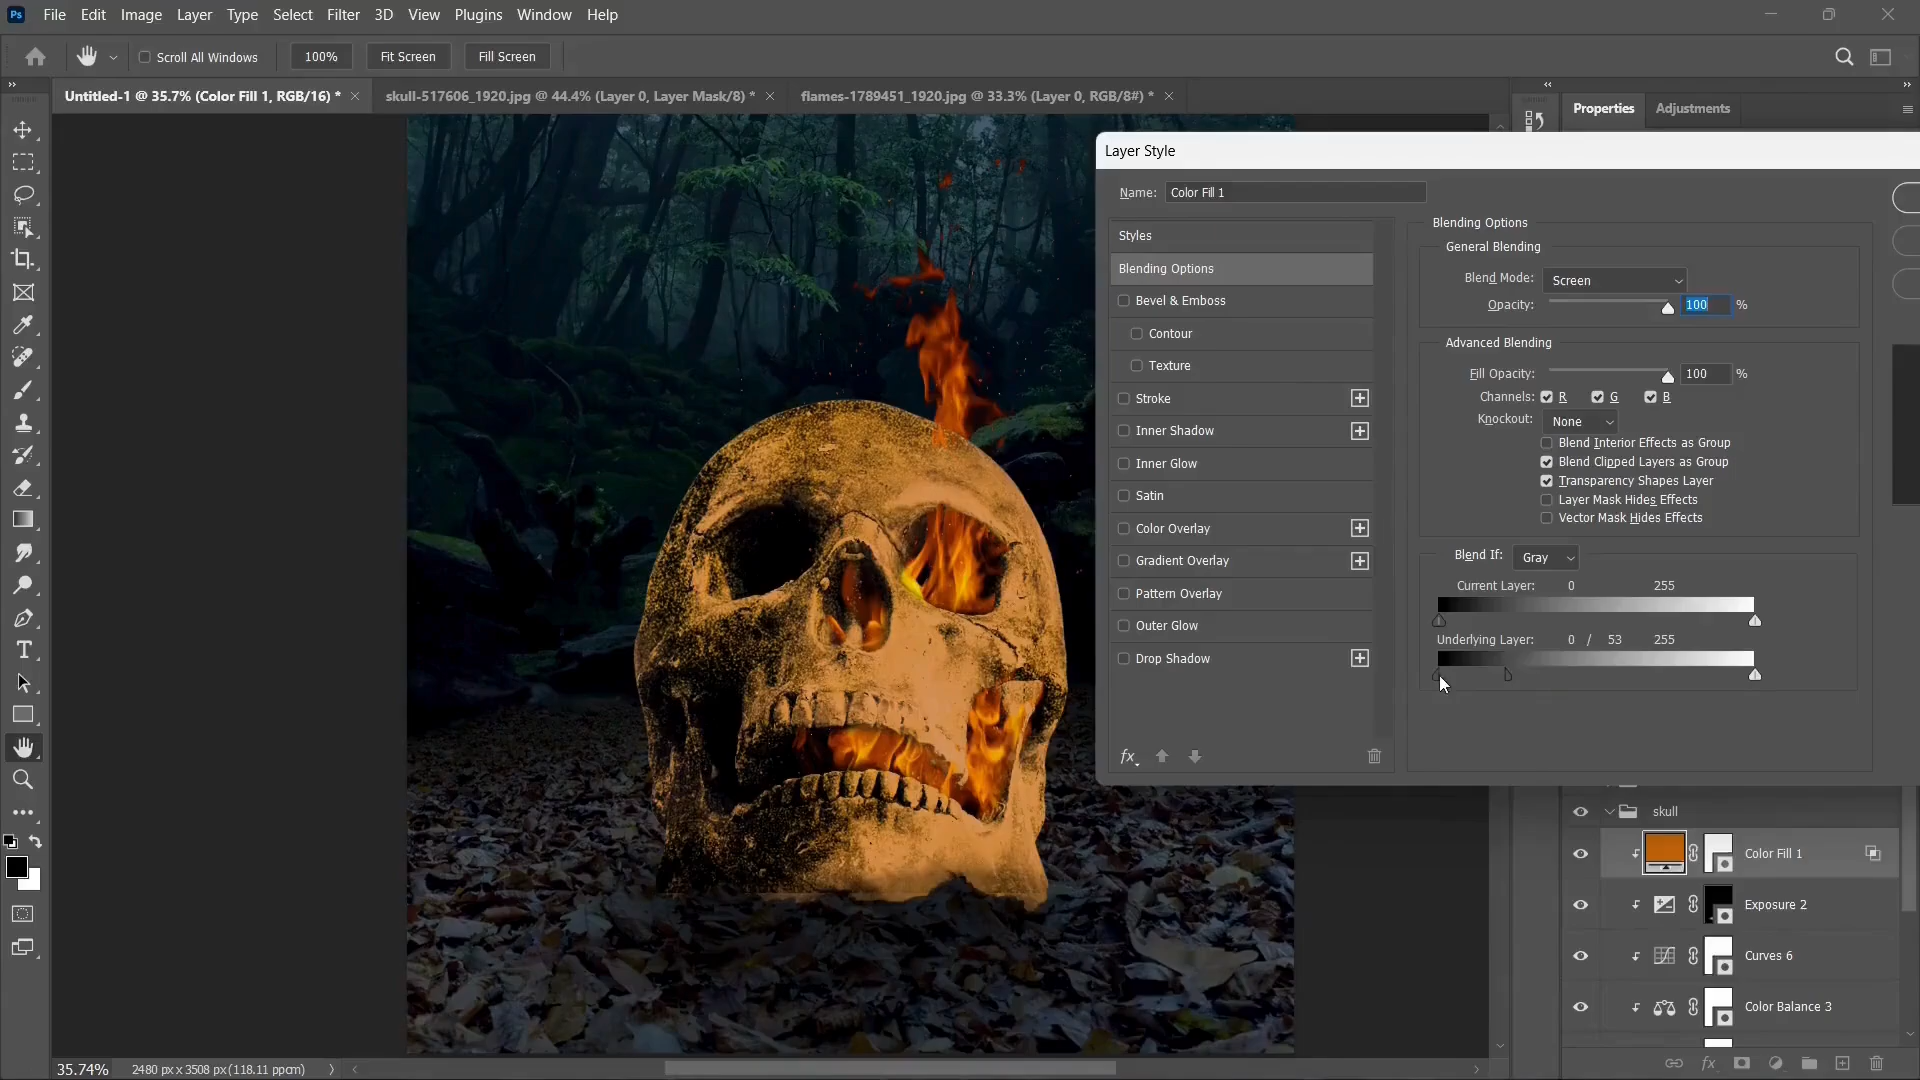 Ps File Edit Image Layer Type Select Filter 3D View Plugins Window Help
Scroll All Windows 100% Fit Screen Fill Screen
Untitled-1 @ 35.7% (Color Fill 1, RGB/16) * skull-517606_1920.jpg @ 44.4% (Layer 0, Layer Mask/8) * flames-1789451_1920.jpg @ 33.3% (Layer 0, RGB/8#) *
Properties Adjustments
Layer Style
Name: Color Fill 1
Styles
Blending Options
Bevel & Emboss
Contour
Texture
Stroke
Inner Shadow
Inner Glow
Satin
Color Overlay
Gradient Overlay
Pattern Overlay
Outer Glow
Drop Shadow
fx
Blending Options
General Blending
Blend Mode: Screen
Opacity: 100 %
Advanced Blending
Fill Opacity: 100 %
Channels: R G B
Knockout: None
Blend Interior Effects as Group
Blend Clipped Layers as Group
Transparency Shapes Layer
Layer Mask Hides Effects
Vector Mask Hides Effects
Blend If: Gray
Current Layer: 0 255
Underlying Layer: 0 / 53 255
skull
Color Fill 1
Exposure 2
Curves 6
Color Balance 3
fx
35.74% 2480 px x 3508 px (118.11 ppcm)